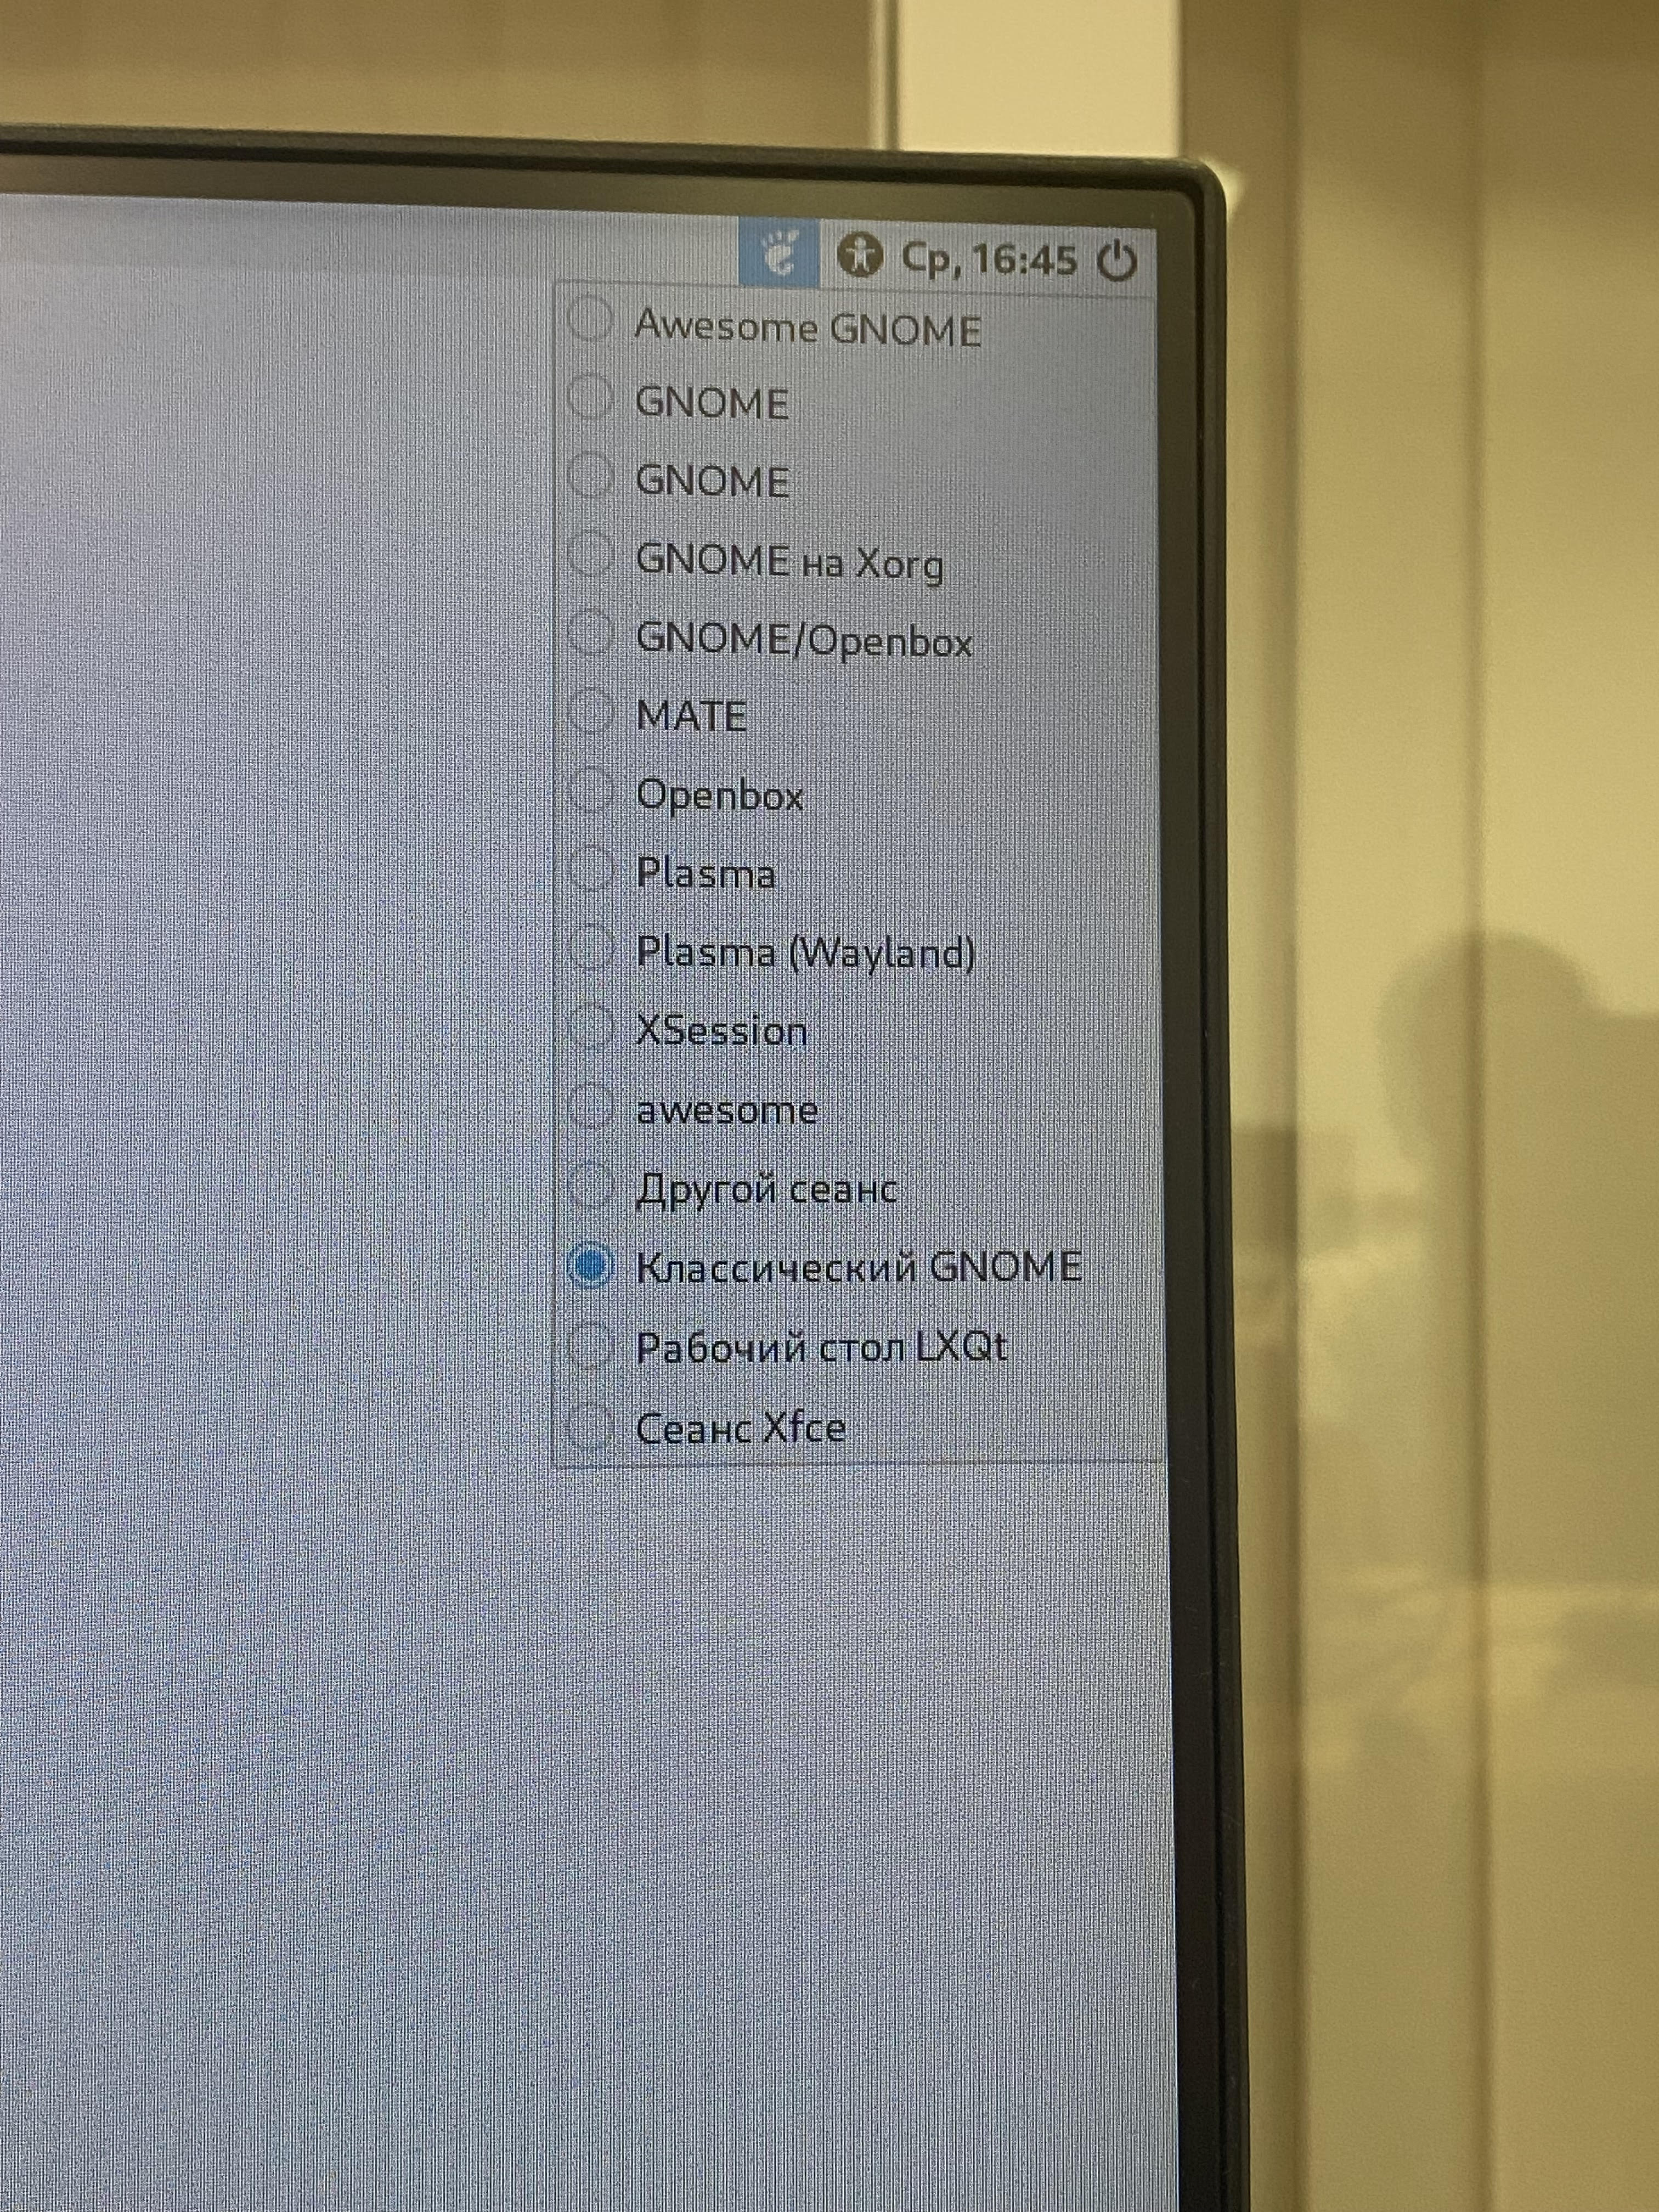 Ср, 16:45
Awesome GNOME
GNOME
GNOME
GNOME на Xorg
GNOME/Openbox
MATE
Openbox
Plasma
Plasma (Wayland)
XSession
awesome
Другой сеанс
Классический GNOME
Рабочий стол LXQt
Сеанс Xfce